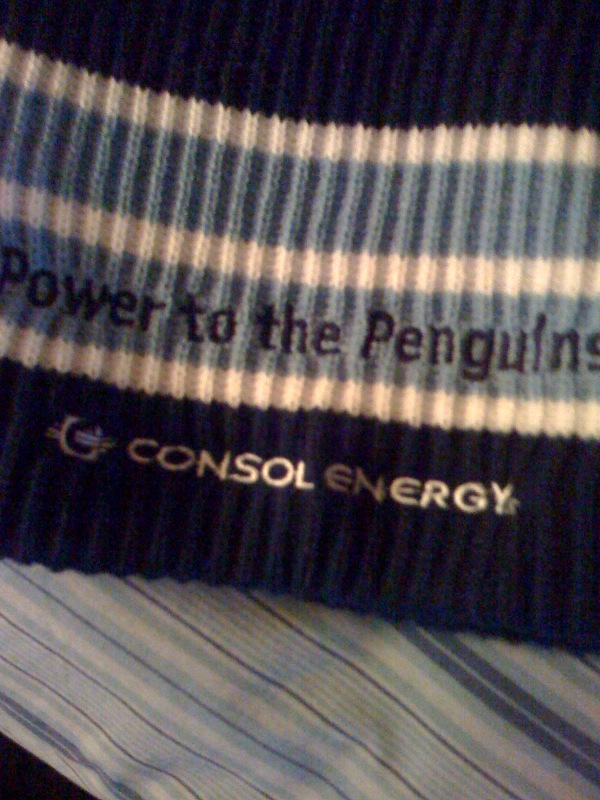 Power to the Penguins
CONSOL ENERGY